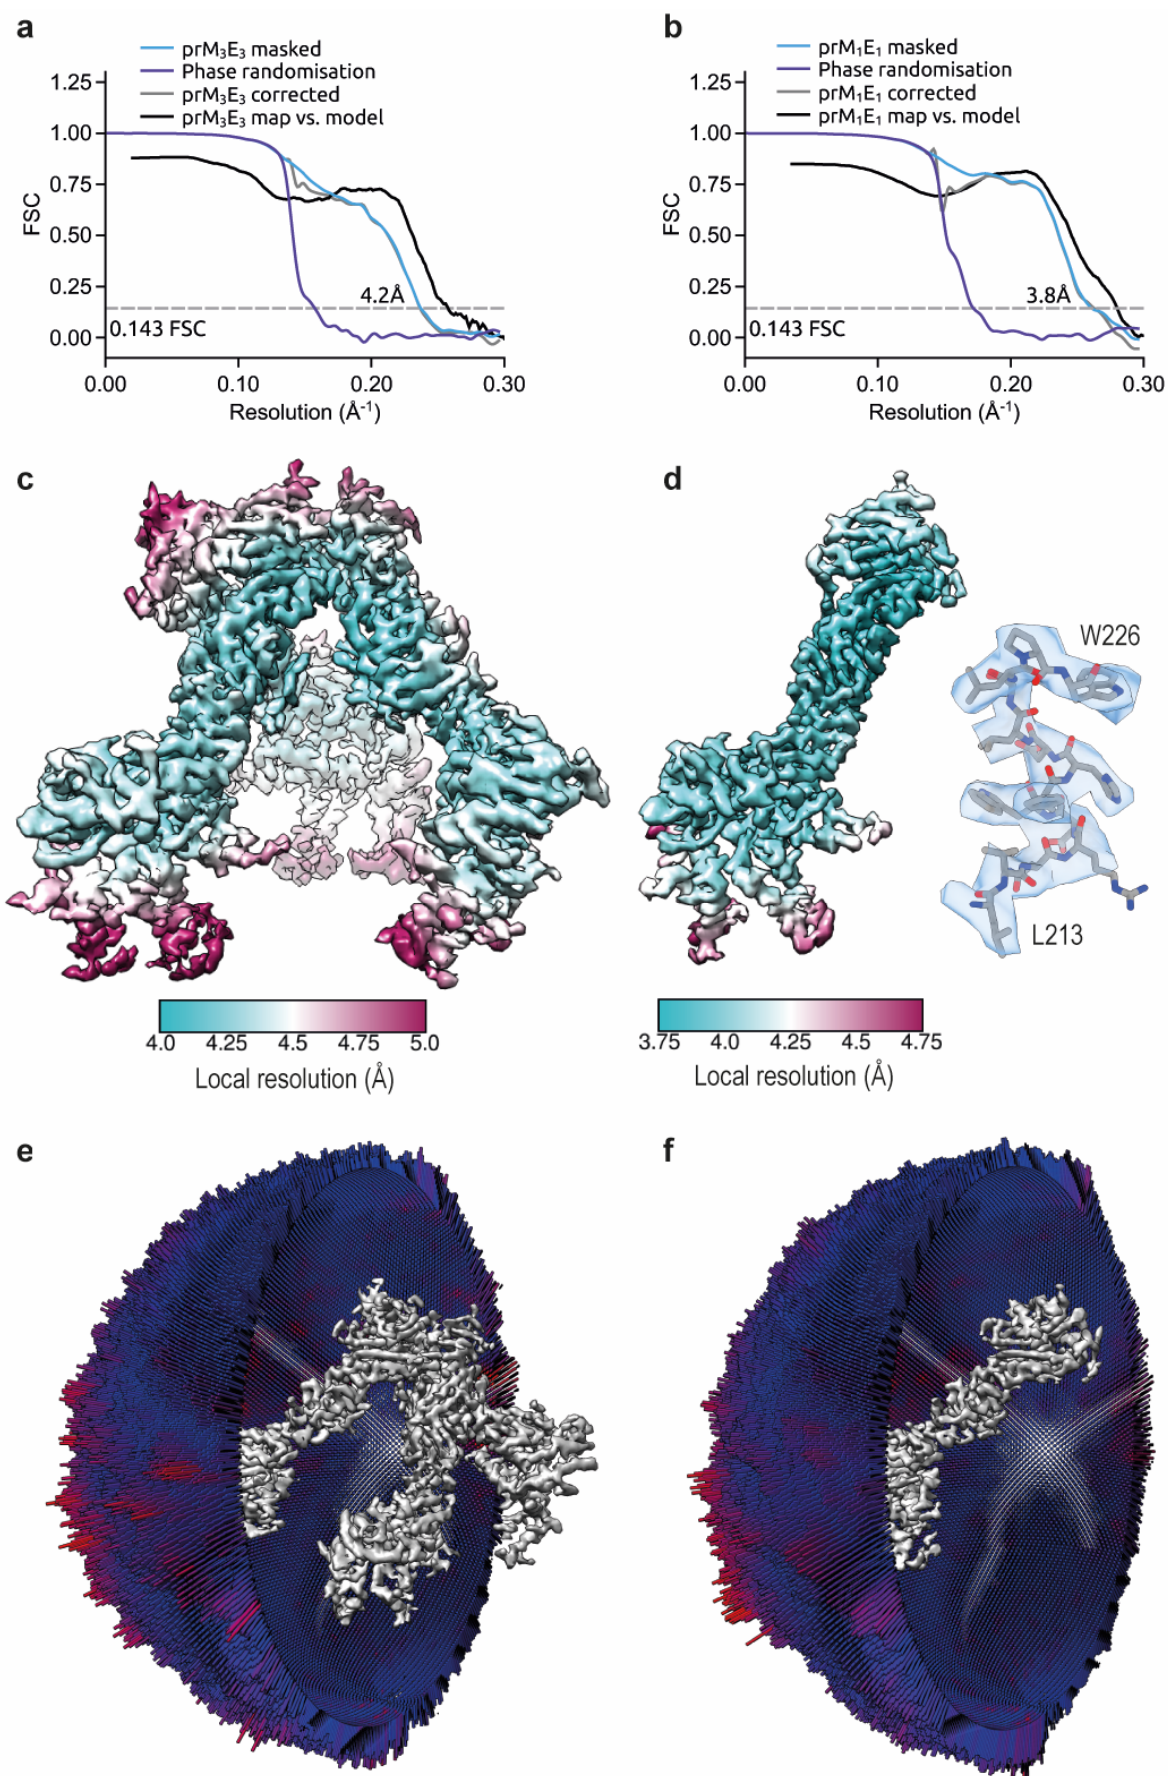 a
prM₃E₃ masked
Phase randomisation
prM₃E₃ corrected
prM₃E₃ map vs. model
1.25
1.00
0.75
0.50
0.25
0.00
FSC
4.2Å
0.143 FSC
0.00 0.10 0.20 0.30
Resolution (Å⁻¹)
b
prM₁E₁ masked
Phase randomisation
prM₁E₁ corrected
prM₁E₁ map vs. model
1.25
1.00
0.75
0.50
0.25
0.00
FSC
3.8Å
0.143 FSC
0.00 0.10 0.20 0.30
Resolution (Å⁻¹)
c
4.0 4.25 4.5 4.75 5.0
Local resolution (Å)
d
W226
L213
3.75 4.0 4.25 4.5 4.75
Local resolution (Å)
e
f